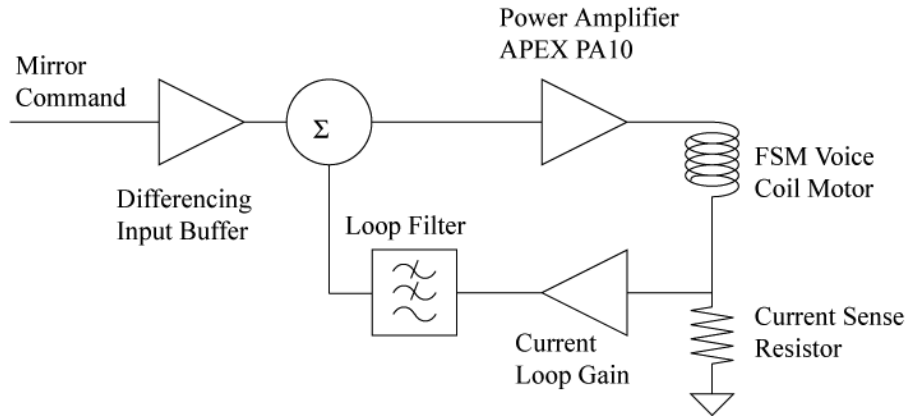 Power Amplifier
APEX PA10
Mirror
Command
Σ
FSM Voice
Coil Motor
Differencing
Input Buffer
Loop Filter
Current Sense
Resistor
Current
Loop Gain